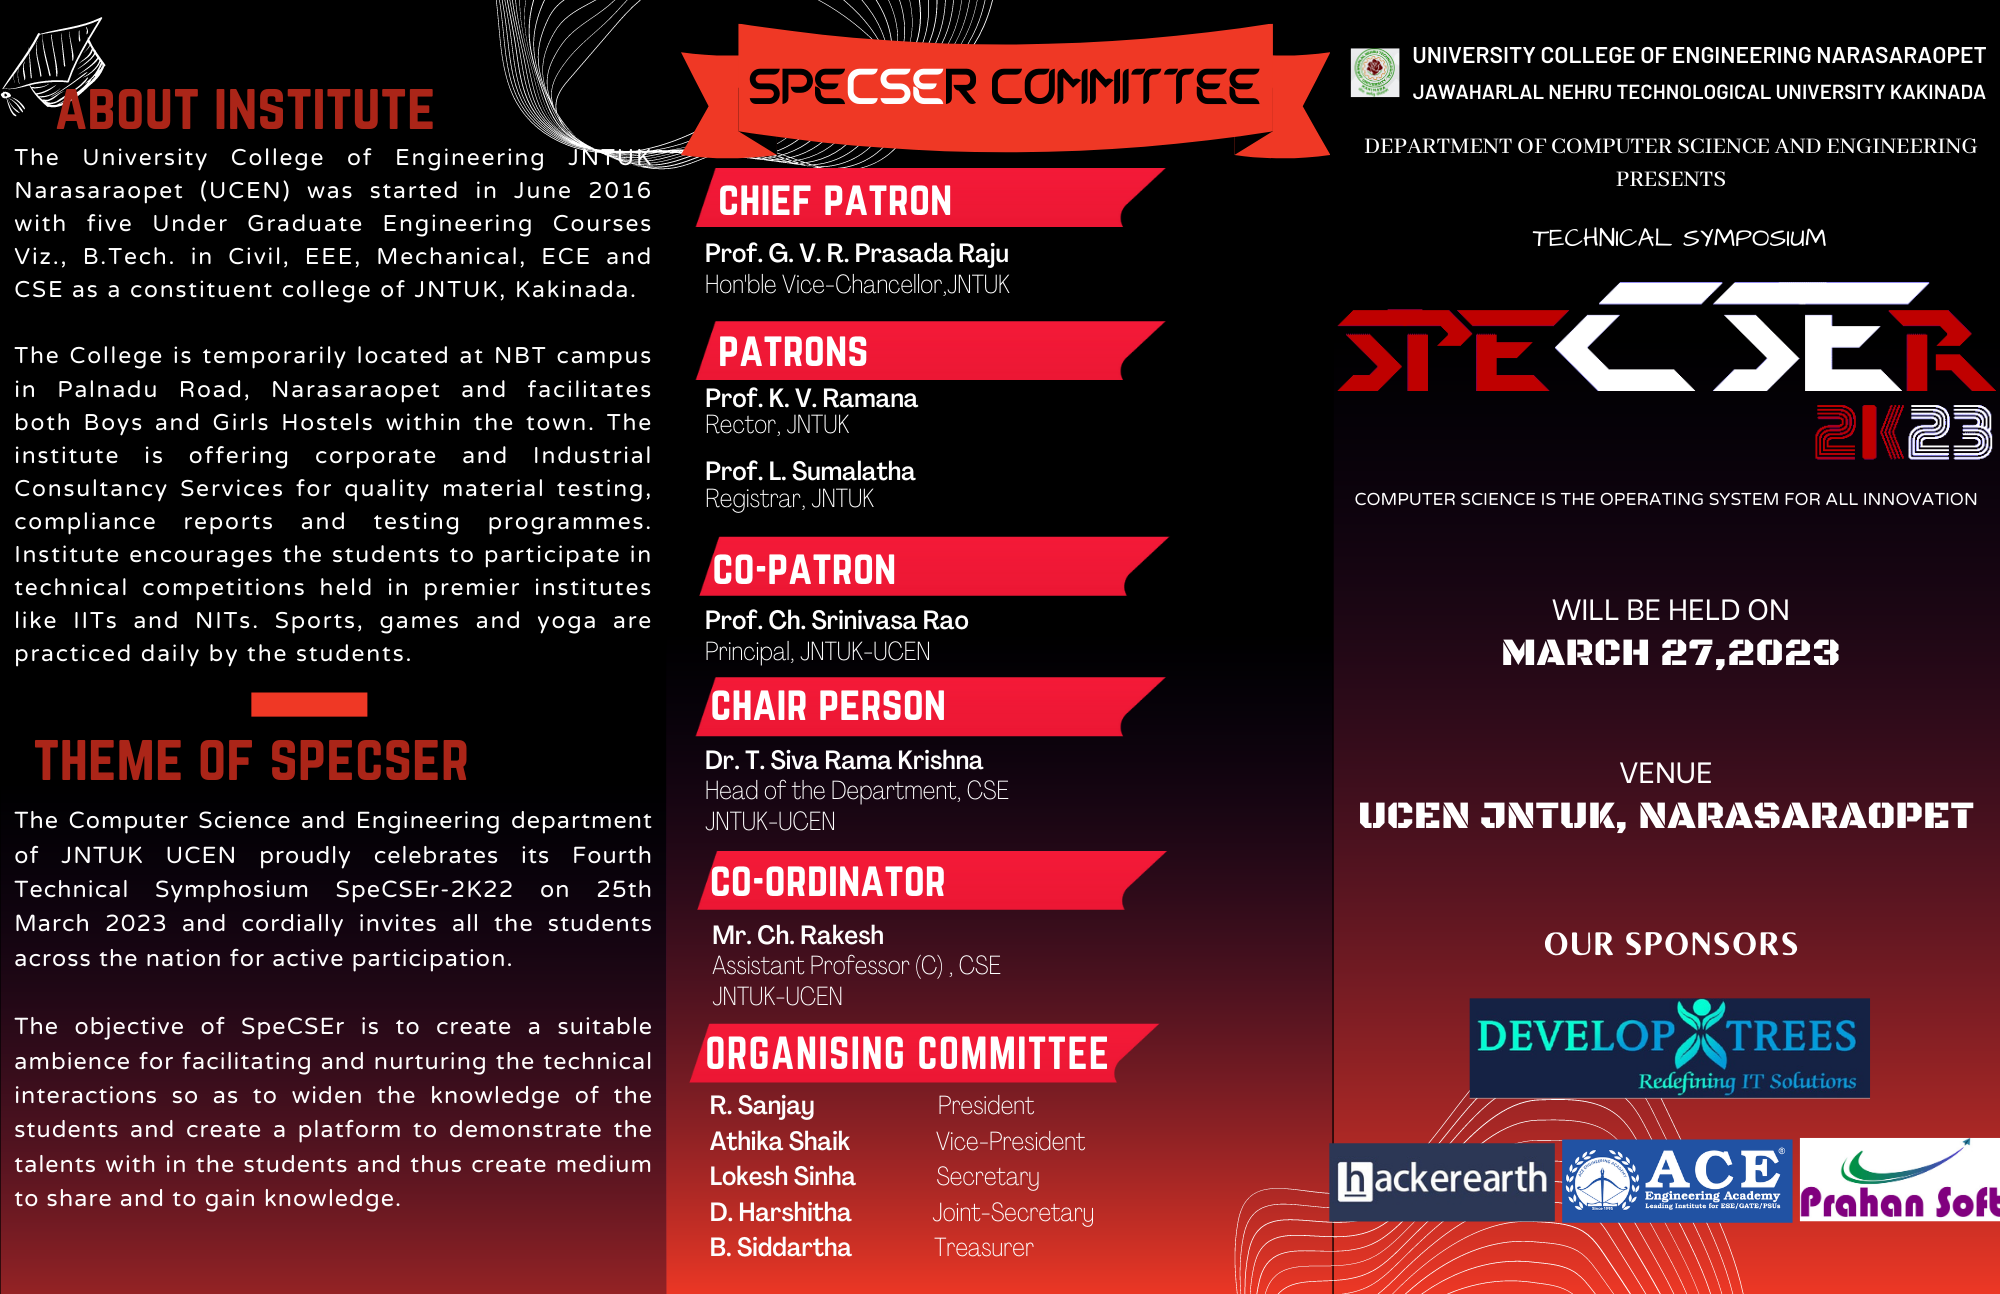 ABOUT INSTITUTE
The University College of Engineering JNTUK
Narasaraopet (UCEN) was started in June 2016
with five Under Graduate Engineering Courses
Viz., B.Tech. in Civil, EEE, Mechanical, ECE and
CSE as a constituent college of JNTUK, Kakinada.
The College is temporarily located at NBT campus
in Palnadu Road, Narasaraopet and facilitates
both Boys and Girls Hostels within the town. The
institute is offering corporate and Industrial
Consultancy Services for quality material testing,
compliance reports and testing programmes.
Institute encourages the students to participate in
technical competitions held in premier institutes
like IITs and NITs. Sports, games and yoga are
practiced daily by the students.
THEME OF SPECSER
The Computer Science and Engineering department
of JNTUK UCEN proudly celebrates its Fourth
Technical Symphosium SpeCSEr-2K22 on 25th
March 2023 and cordially invites all the students
across the nation for active participation.
The objective of SpeCSEr is to create a suitable
ambience for facilitating and nurturing the technical
interactions so as to widen the knowledge of the
students and create a platform to demonstrate the
talents with in the students and thus create medium
to share and to gain knowledge.
SPECSER COMMITTEE
CHIEF PATRON
Prof. G. V. R. Prasada Raju
Hon'ble Vice-Chancellor,JNTUK
PATRONS
Prof. K. V. Ramana
Rector, JNTUK
Prof. L. Sumalatha
Registrar, JNTUK
CO-PATRON
Prof. Ch. Srinivasa Rao
Principal, JNTUK-UCEN
CHAIR PERSON
Dr. T. Siva Rama Krishna
Head of the Department, CSE
JNTUK-UCEN
CO-ORDINATOR
Mr. Ch. Rakesh
Assistant Professor (C) , CSE
JNTUK-UCEN
ORGANISING COMMITTEE
R. Sanjay President
Athika Shaik Vice-President
Lokesh Sinha Secretary
D. Harshitha Joint-Secretary
B. Siddartha Treasurer
UNIVERSITY COLLEGE OF ENGINEERING NARASARAOPET
JAWAHARLAL NEHRU TECHNOLOGICAL UNIVERSITY KAKINADA
DEPARTMENT OF COMPUTER SCIENCE AND ENGINEERING
PRESENTS
TECHNICAL SYMPOSIUM
SPECSER
2K23
COMPUTER SCIENCE IS THE OPERATING SYSTEM FOR ALL INNOVATION
WILL BE HELD ON
MARCH 27,2023
VENUE
UCEN JNTUK, NARASARAOPET
OUR SPONSORS
DEVELOP TREES
Redefining IT Solutions
hackerearth
ACE®
Engineering Academy
Leading Institute for ESE/GATE/PSUs
Since 1995
Prahan Soft